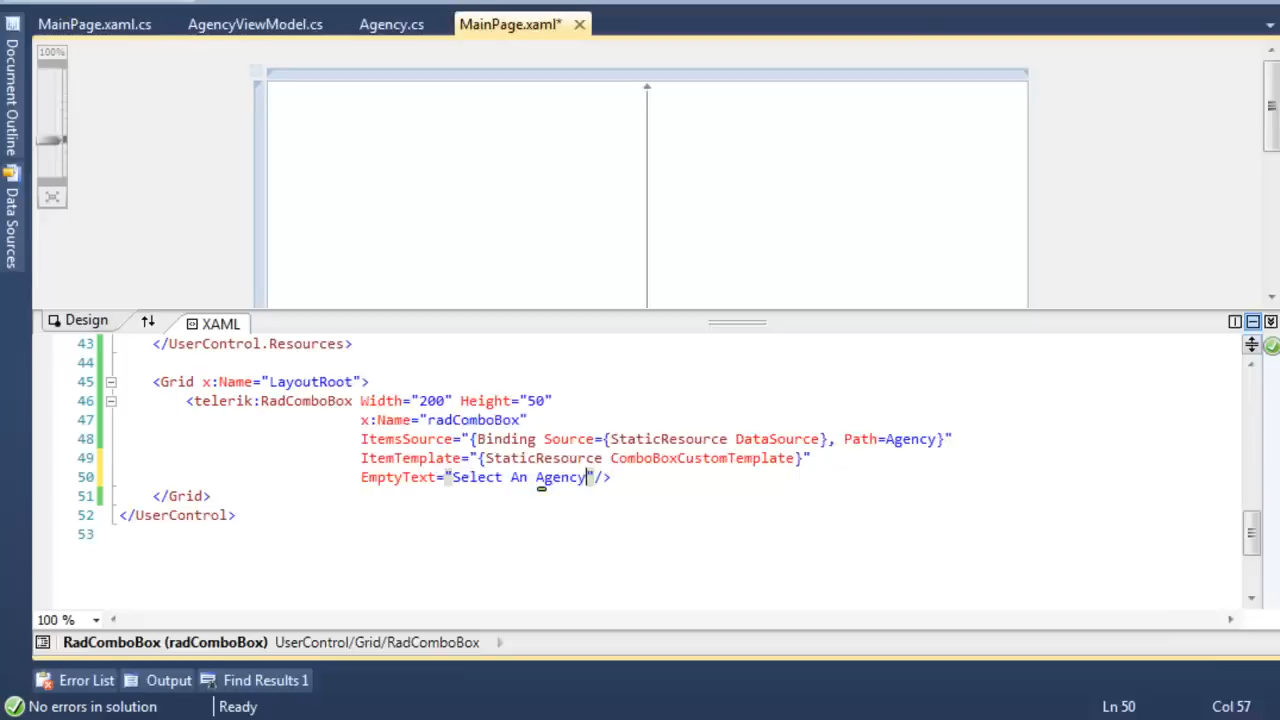 MainPage.xaml.cs AgencyViewModel.cs Agency.cs MainPage.xaml*
100%
Document Outline
Data Sources
Design XAML
43 </UserControl.Resources>
44
45 <Grid x:Name="LayoutRoot">
46 <telerik:RadComboBox Width="200" Height="50"
47 x:Name="radComboBox"
48 ItemsSource="{Binding Source={StaticResource DataSource}, Path=Agency}"
49 ItemTemplate="{StaticResource ComboBoxCustomTemplate}"
50 EmptyText="Select An Agency"/>
51 </Grid>
52 </UserControl>
53
100 %
RadComboBox (radComboBox) UserControl/Grid/RadComboBox
Error List Output Find Results 1
No errors in solution Ready Ln 50 Col 57